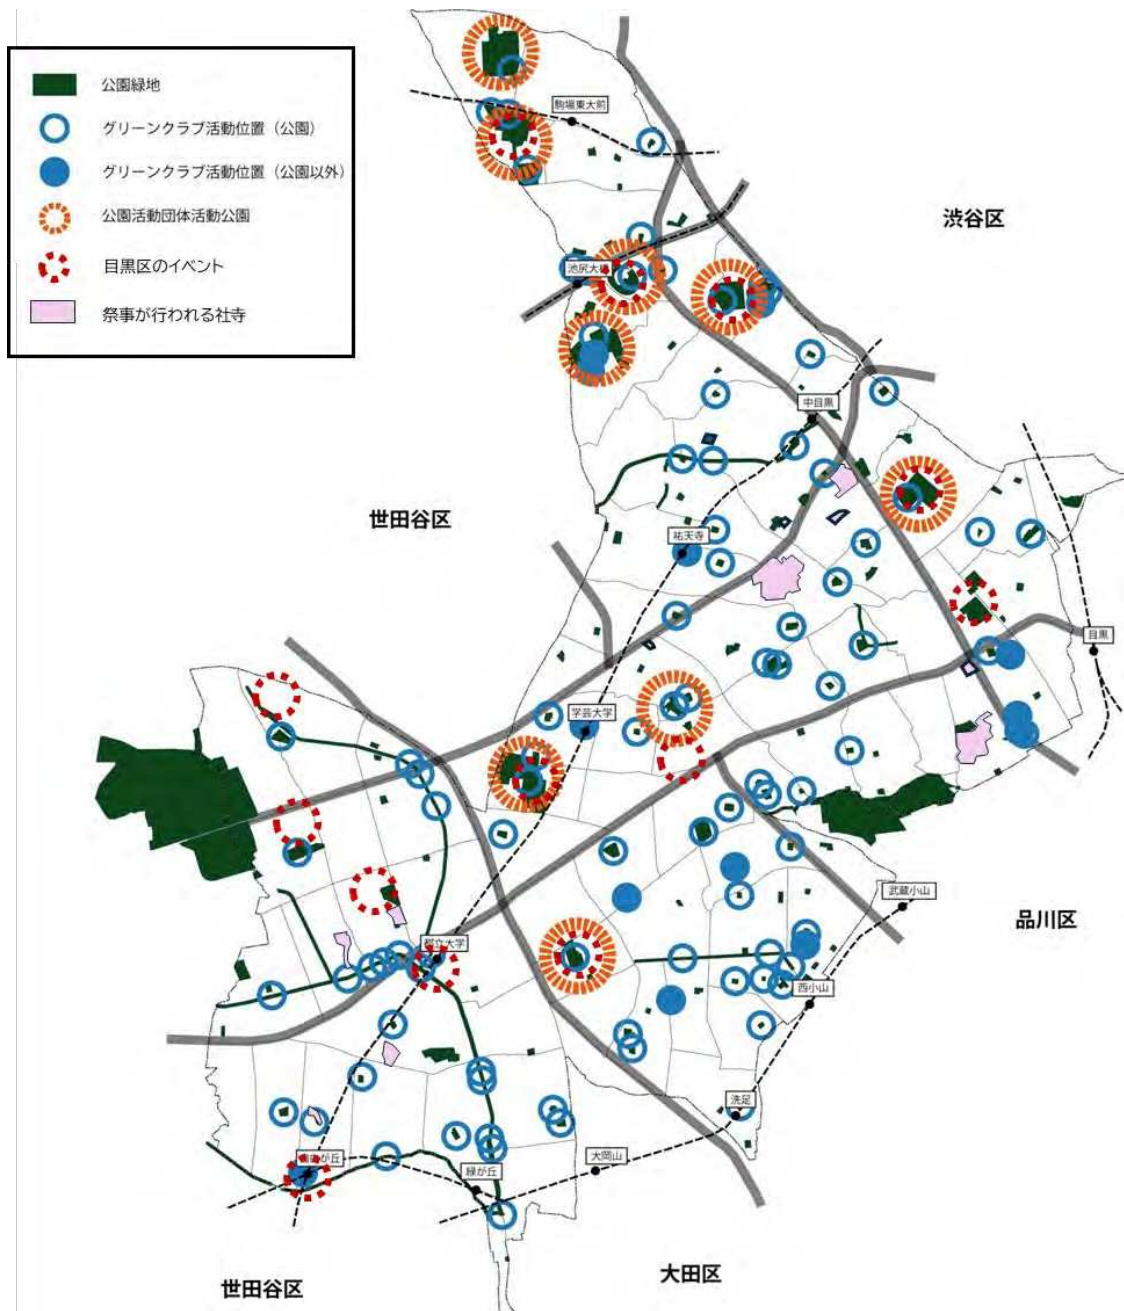 公園緑地
グリーンクラブ活動位置（公園）
グリーンクラブ活動位置（公園以外）
公園活動団体活動公園
目黒区のイベント
祭事が行われる社寺
駒場東大前
渋谷区
池尻大橋
中目黒
世田谷区
祐天寺
目黒
学芸大学
武蔵小山
品川区
都立大学
西小山
洗足
大岡山
自由が丘
緑が丘
大田区
世田谷区